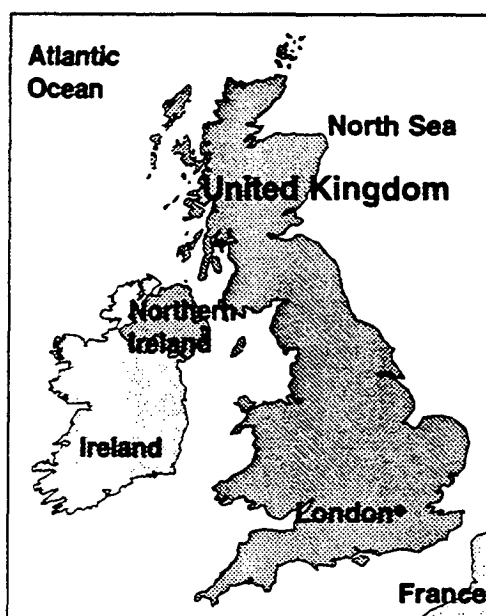 Atlantic
Ocean
North Sea
United Kingdom
Northern
Ireland
Ireland
London
France